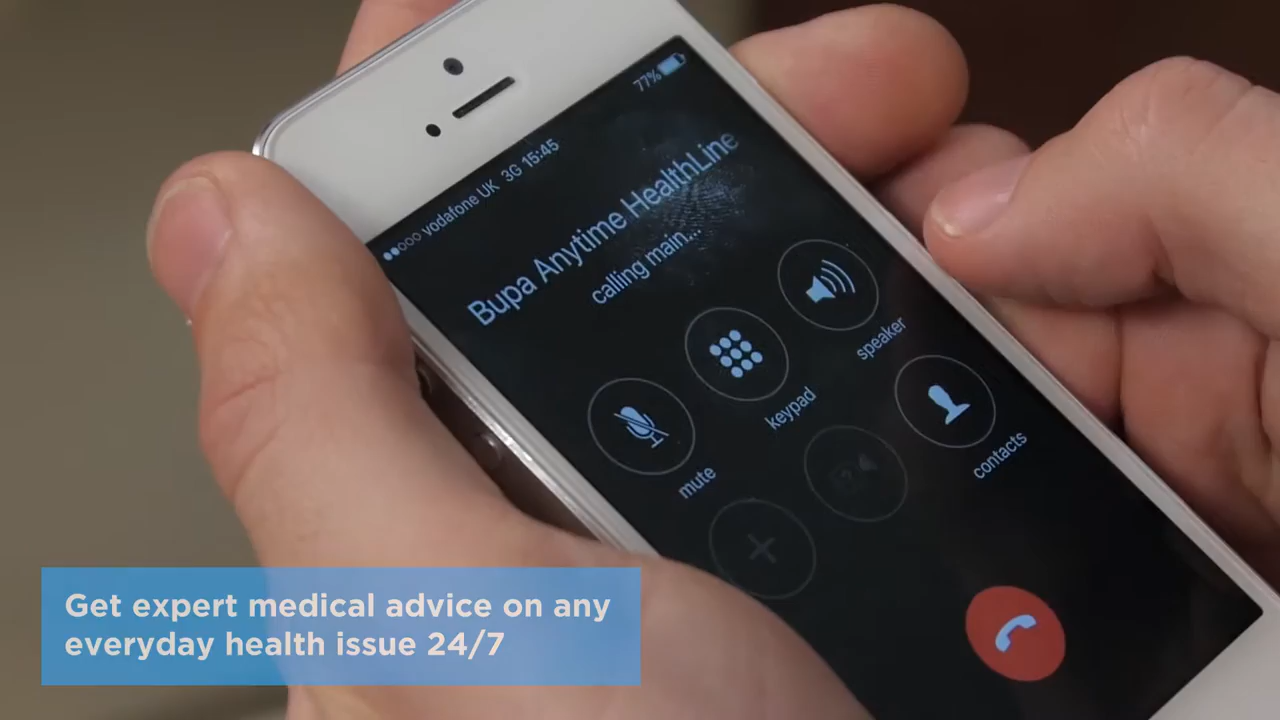 vodafone UK 3G 15:45
77%
Bupa Anytime HealthLine
calling main...
mute
keypad
speaker
contacts
Get expert medical advice on any
everyday health issue 24/7